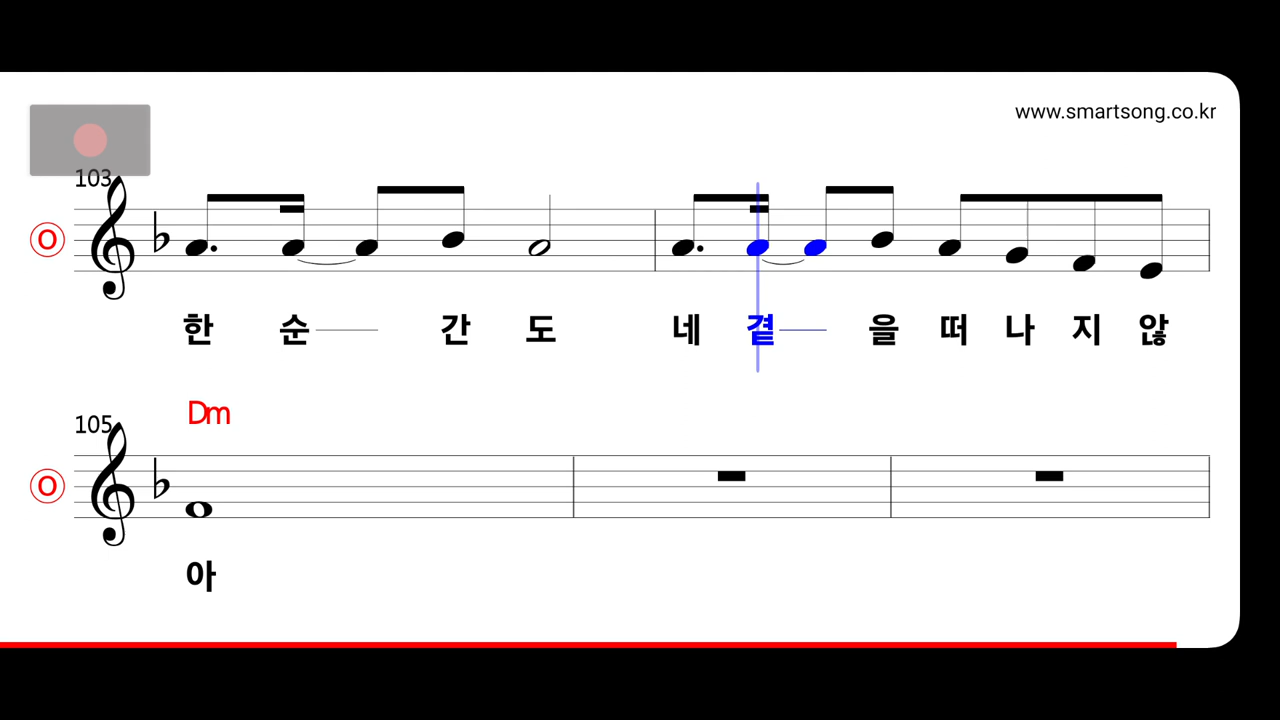 www.smartsong.co.kr
103
O
한 순 간 도 네 곁 을 떠 나 지 않
Dm
105
O
아